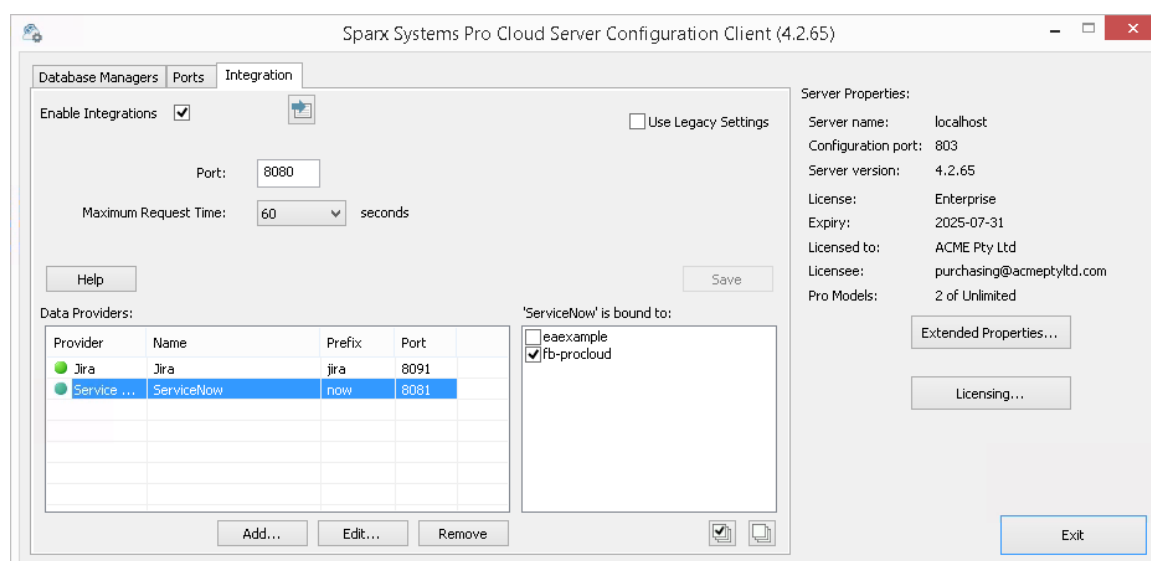 Sparx Systems Pro Cloud Server Configuration Client (4.2.65)
Database Managers Ports Integration
Enable Integrations
Use Legacy Settings
Port: 8080
Maximum Request Time: 60 seconds
Help
Save
Data Providers:
Provider Name Prefix Port
Jira Jira jira 8091
Service ... ServiceNow now 8081
Add... Edit... Remove
'ServiceNow' is bound to:
eaexample
fb-procloud
Server Properties:
Server name: localhost
Configuration port: 803
Server version: 4.2.65
License: Enterprise
Expiry: 2025-07-31
Licensed to: ACME Pty Ltd
Licensee: purchasing@acmeptyltd.com
Pro Models: 2 of Unlimited
Extended Properties...
Licensing...
Exit